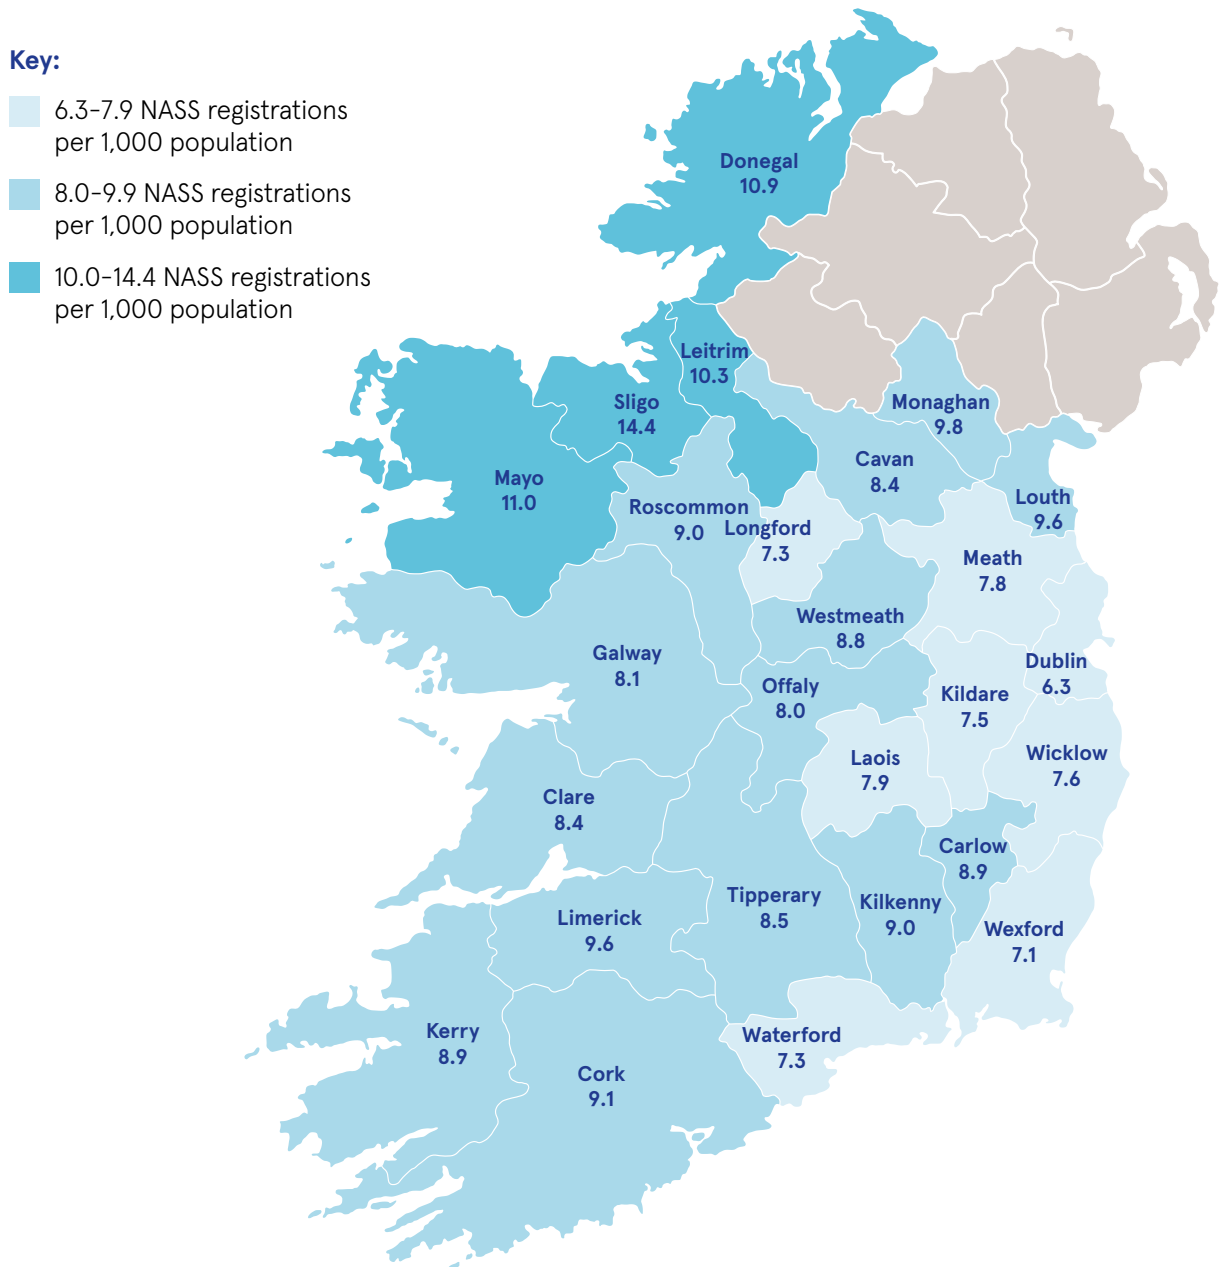 Key:
6.3-7.9 NASS registrations
per 1,000 population
8.0-9.9 NASS registrations
per 1,000 population
10.0-14.4 NASS registrations
per 1,000 population
Donegal
10.9
Leitrim
10.3
Sligo
14.4
Monaghan
9.8
Mayo
11.0
Cavan
8.4
Roscommon
9.0
Longford
7.3
Louth
9.6
Meath
7.8
Westmeath
8.8
Galway
8.1
Offaly
8.0
Dublin
6.3
Kildare
7.5
Laois
7.9
Wicklow
7.6
Clare
8.4
Carlow
8.9
Tipperary
8.5
Kilkenny
9.0
Limerick
9.6
Wexford
7.1
Kerry
8.9
Waterford
7.3
Cork
9.1